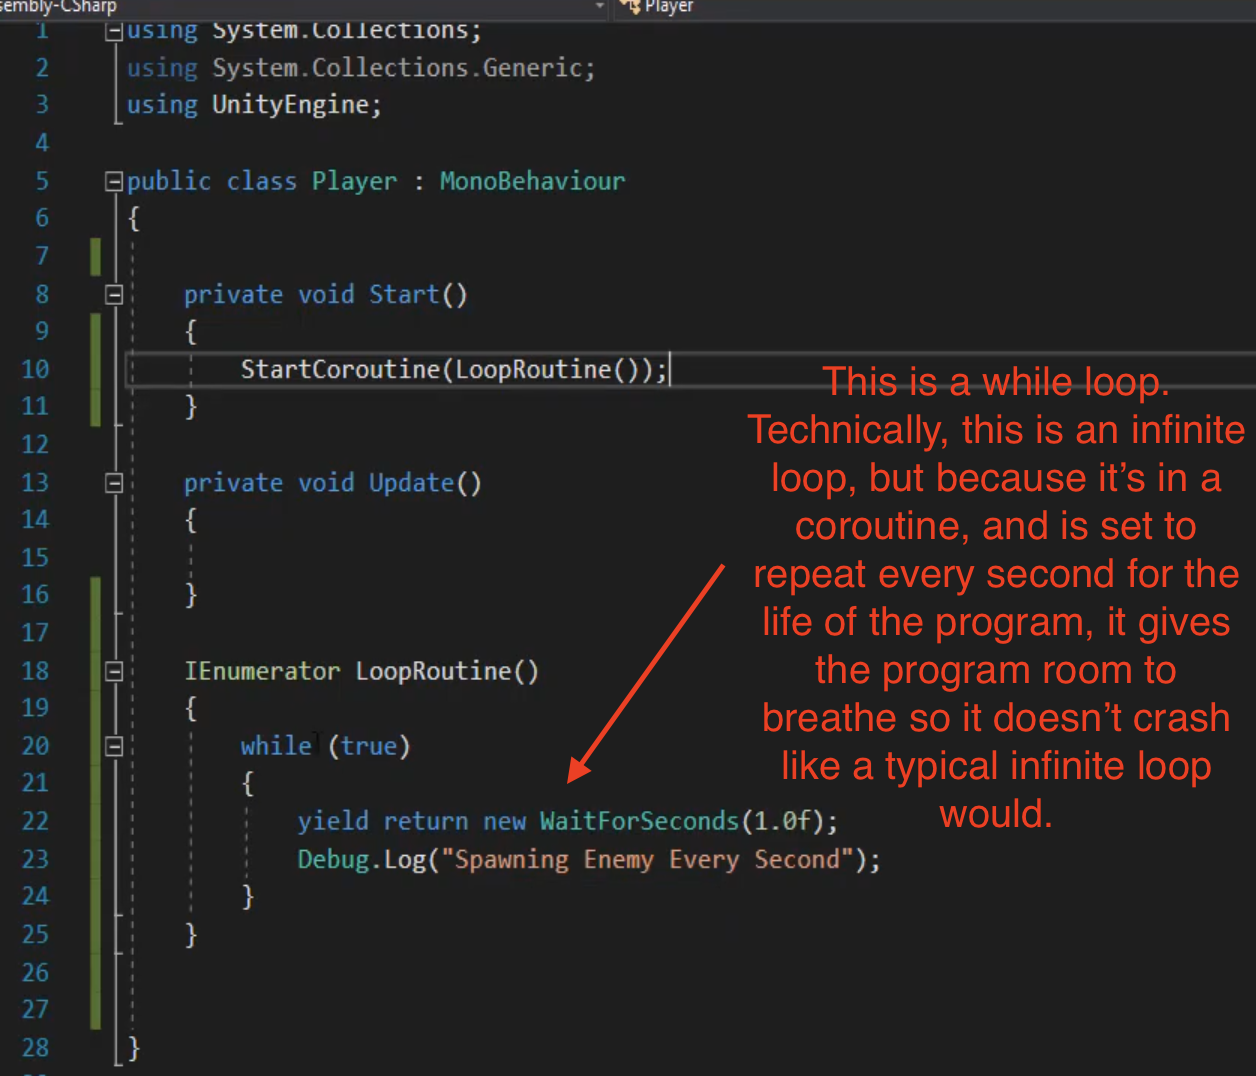 sembly-CSharp
Player
1 using System.Collections;
2 using System.Collections.Generic;
3 using UnityEngine;
4
5 public class Player : MonoBehaviour
6 {
7
8 private void Start()
9 {
10 StartCoroutine(LoopRoutine());
11 }
12
13 private void Update()
14 {
15
16 }
17
18 IEnumerator LoopRoutine()
19 {
20 while (true)
21 {
22 yield return new WaitForSeconds(1.0f);
23 Debug.Log("Spawning Enemy Every Second");
24 }
25 }
26
27
28 }
This is a while loop.
Technically, this is an infinite
loop, but because it’s in a
coroutine, and is set to
repeat every second for the
life of the program, it gives
the program room to
breathe so it doesn’t crash
like a typical infinite loop
would.